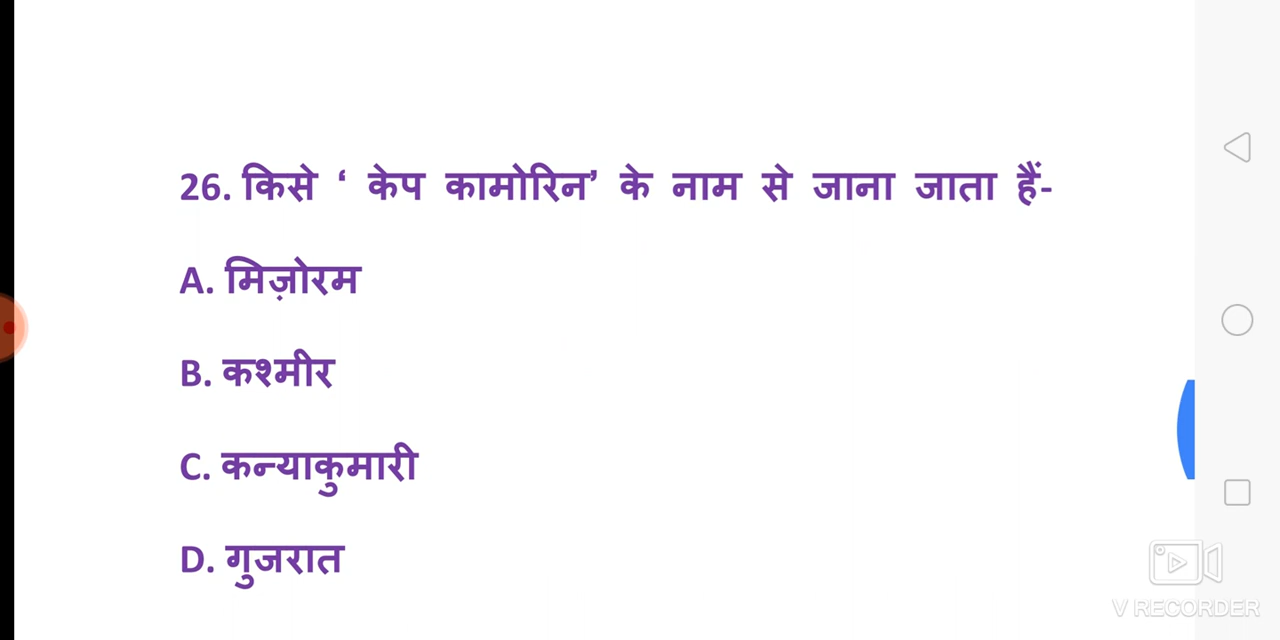 26. किसे ‘ केप कामोरिन’ के नाम से जाना जाता हैं-
A. मिज़ोरम
B. कश्मीर
C. कन्याकुमारी
D. गुजरात
V RECORDER